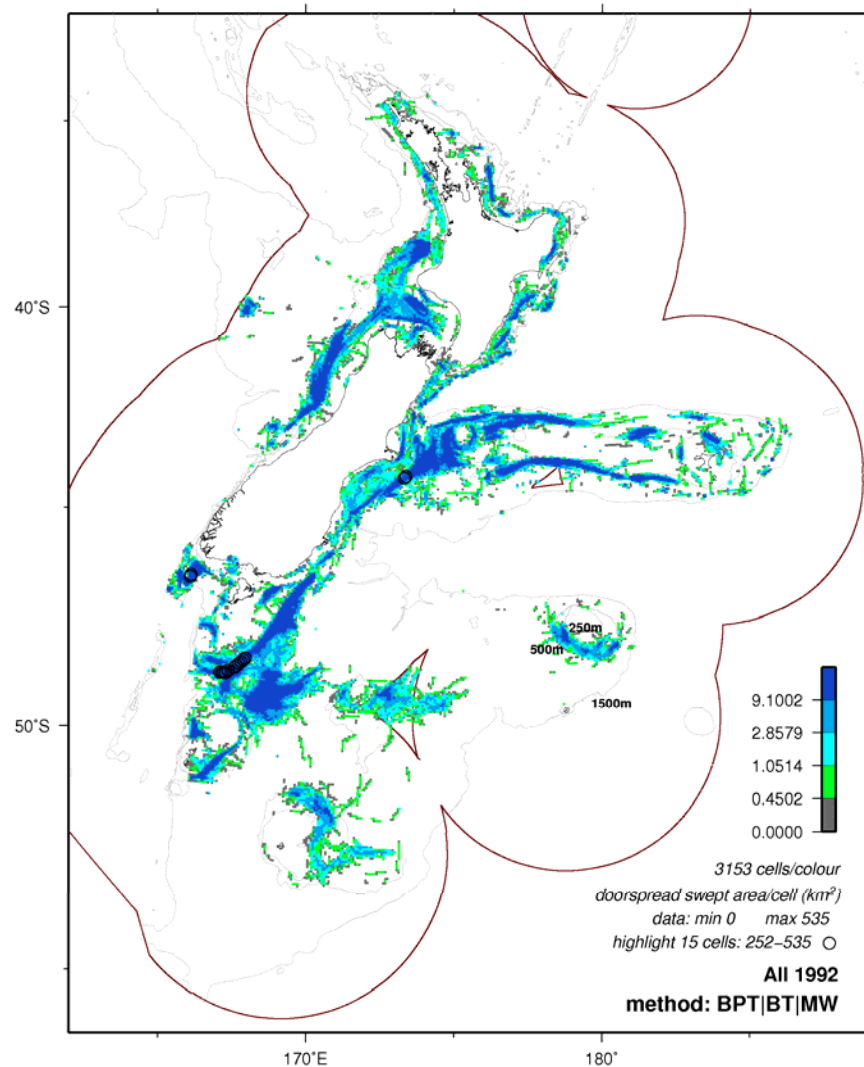 40°S
250m
500m
1500m
50°S
9.1002
2.8579
1.0514
0.4502
0.0000
3153 cells/colour
doorspread swept area/cell (km²)
data: min 0 max 535
highlight 15 cells: 252−535
All 1992
method: BPT|BT|MW
170°E
180°